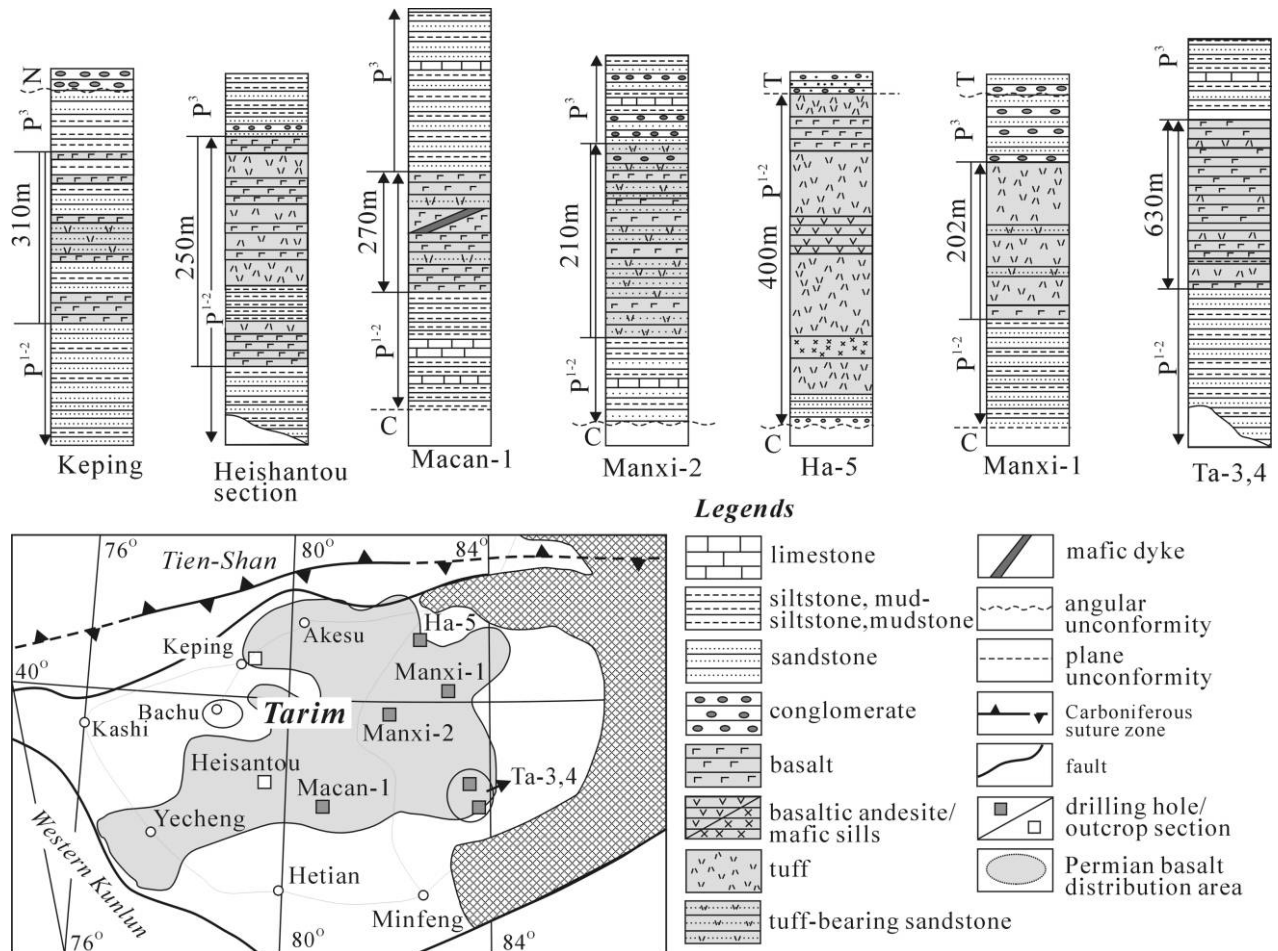 N
P³
310m
P¹⁻²
Keping
P³
250m
P¹⁻²
Heishantou
section
P³
270m
P¹⁻²
C
Macan-1
P³
210m
P¹⁻²
C
Manxi-2
T
P¹⁻²
400m
C
Ha-5
T
P³
202m
P¹⁻²
C
Manxi-1
P³
630m
P¹⁻²
Ta-3,4
76°
80°
84°
Tien-Shan
Keping
Akesu
Ha-5
40°
Manxi-1
Bachu
Tarim
Kashi
Manxi-2
Heisantou
Macan-1
Ta-3,4
Yecheng
Western Kunlun
Hetian
Minfeng
76°
80°
84°
Legends
limestone
siltstone, mud-
siltstone,mudstone
sandstone
conglomerate
basalt
basaltic andesite/
mafic sills
tuff
tuff-bearing sandstone
mafic dyke
angular
unconformity
plane
unconformity
Carboniferous
suture zone
fault
drilling hole/
outcrop section
Permian basalt
distribution area